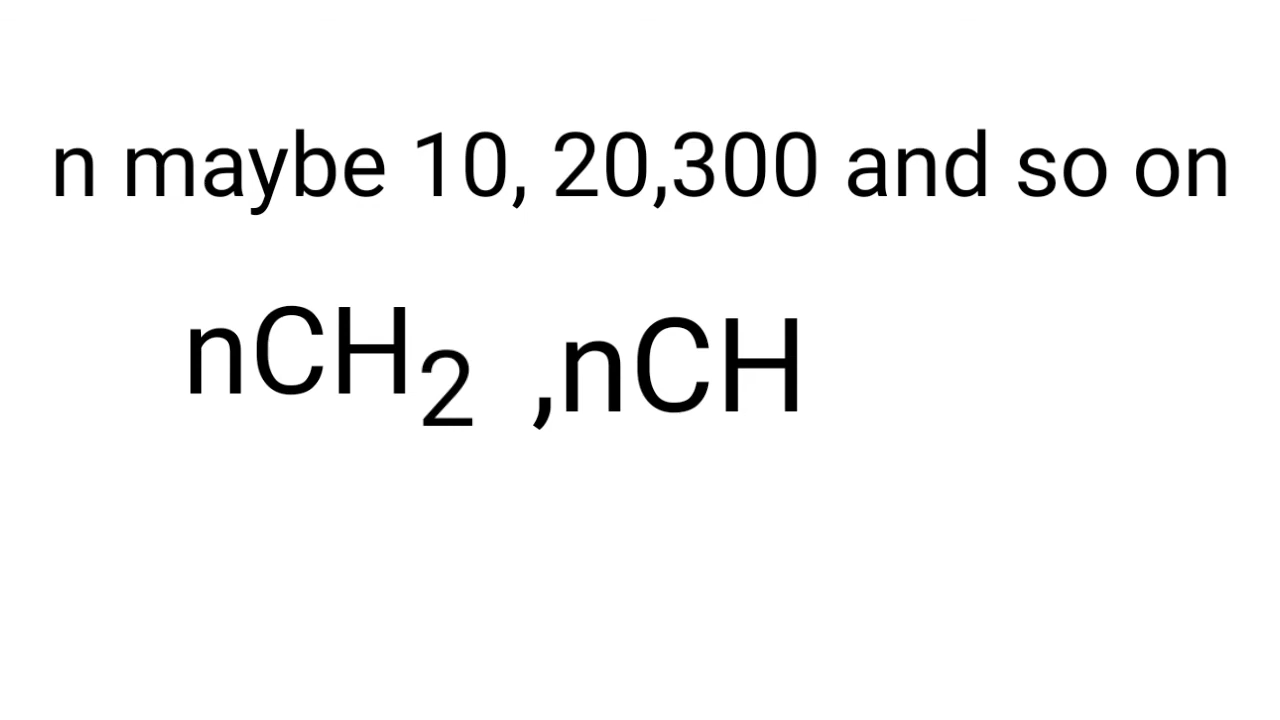 n maybe 10, 20,300 and so on
nCH₂ ,nCH